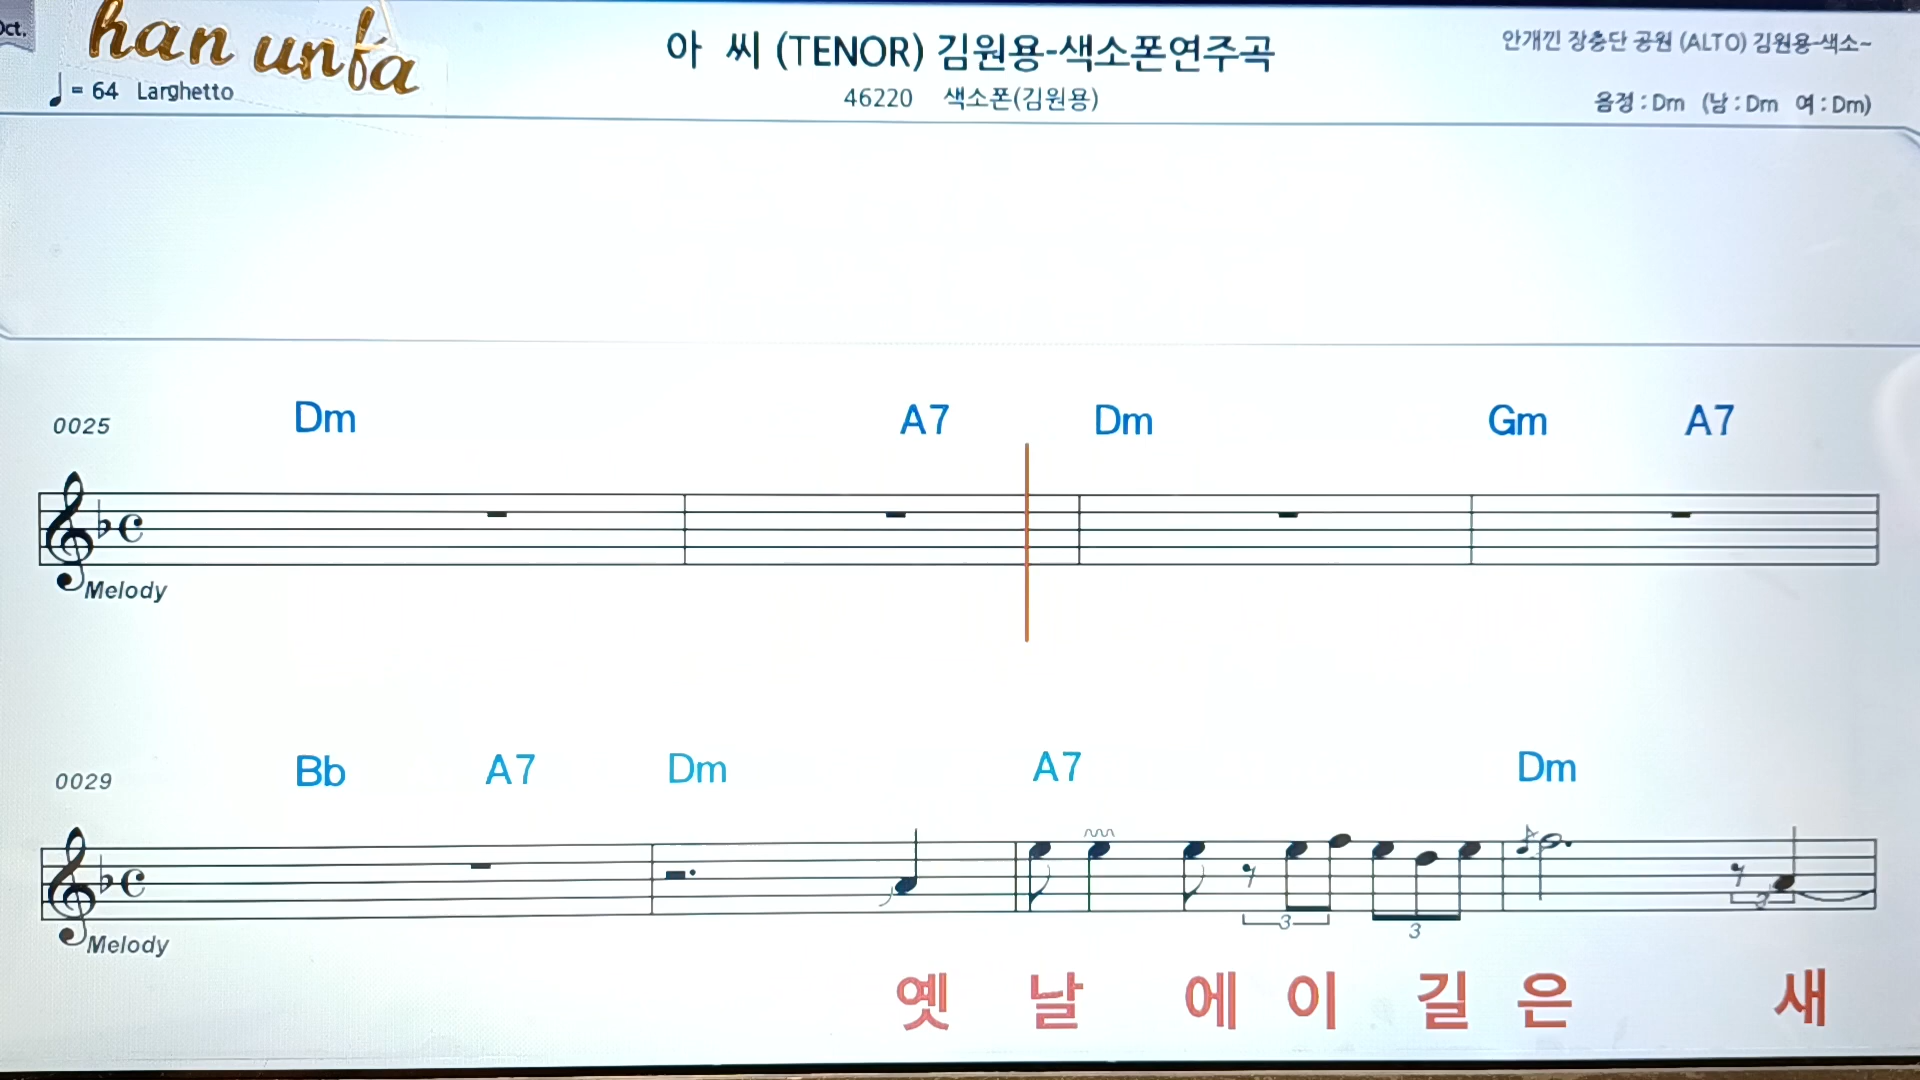 Oct.
han unfa
♩ = 64 Larghetto
아 씨 (TENOR) 김원용-색소폰연주곡
46220 색소폰(김원용)
안개낀 장충단 공원 (ALTO) 김원용-색소~
음정 : Dm (남 : Dm 여 : Dm)
0025 Dm A7 Dm Gm A7
Melody
0029 Bb A7 Dm A7 Dm
3 3 3
Melody
옛 날 에 이 길 은 새